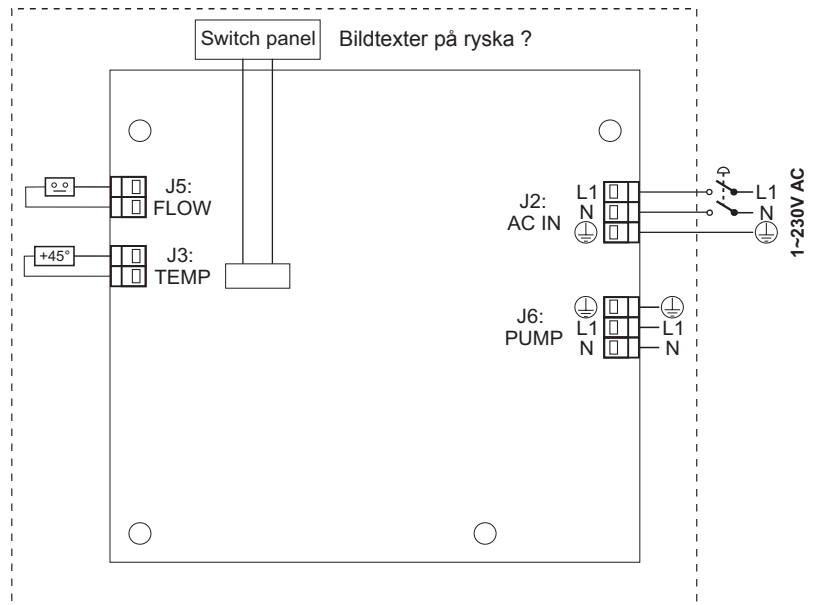 Switch panel
Bildtexter på ryska ?
J5:
FLOW
+45°
J3:
TEMP
J2:
AC IN
L1
N
L1
N
1~230V AC
J6:
PUMP
L1
N
L1
N